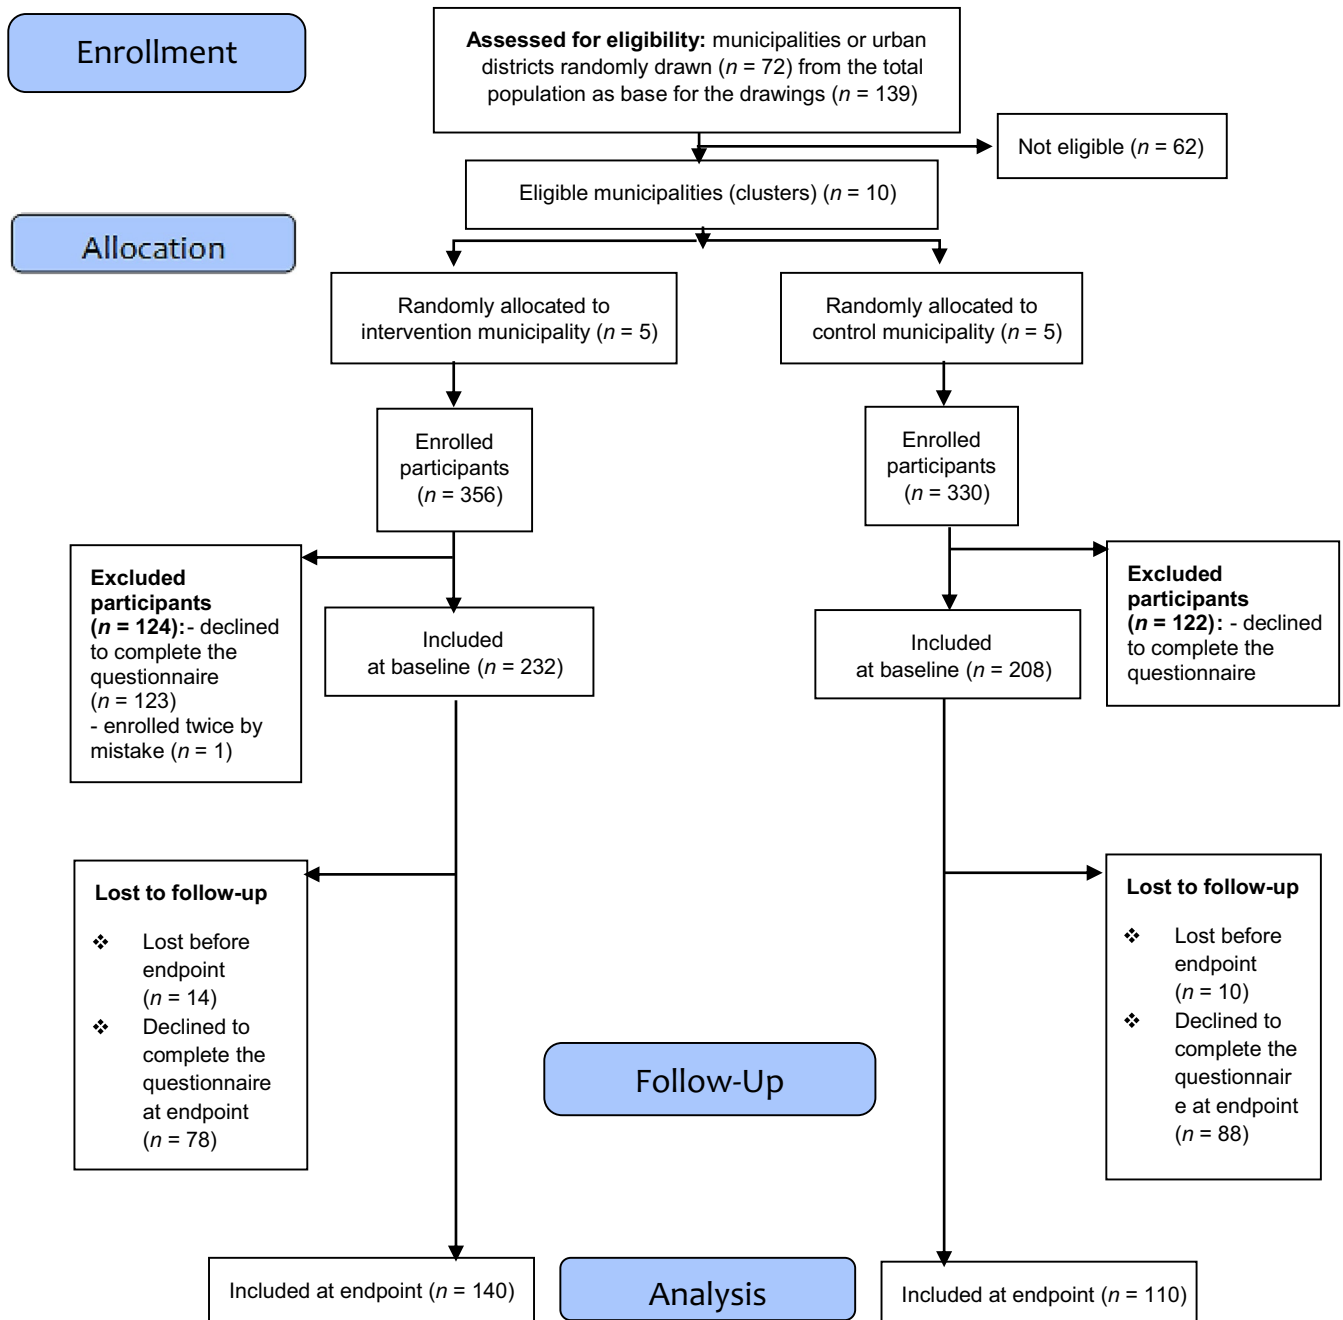 Enrollment
Assessed for eligibility: municipalities or urban
districts randomly drawn (n = 72) from the total
population as base for the drawings (n = 139)
Not eligible (n = 62)
Eligible municipalities (clusters) (n = 10)
Allocation
Randomly allocated to
intervention municipality (n = 5)
Randomly allocated to
control municipality (n = 5)
Enrolled
participants
(n = 356)
Enrolled
participants
(n = 330)
Excluded
participants
(n = 124):- declined
to complete the
questionnaire
(n = 123)
- enrolled twice by
mistake (n = 1)
Included
at baseline (n = 232)
Included
at baseline (n = 208)
Excluded
participants
(n = 122): - declined
to complete the
questionnaire
Lost to follow-up
❖ Lost before
endpoint
(n = 14)
❖ Declined to
complete the
questionnaire
at endpoint
(n = 78)
Lost to follow-up
❖ Lost before
endpoint
(n = 10)
❖ Declined to
complete the
questionnair
e at endpoint
(n = 88)
Follow-Up
Included at endpoint (n = 140)
Analysis
Included at endpoint (n = 110)